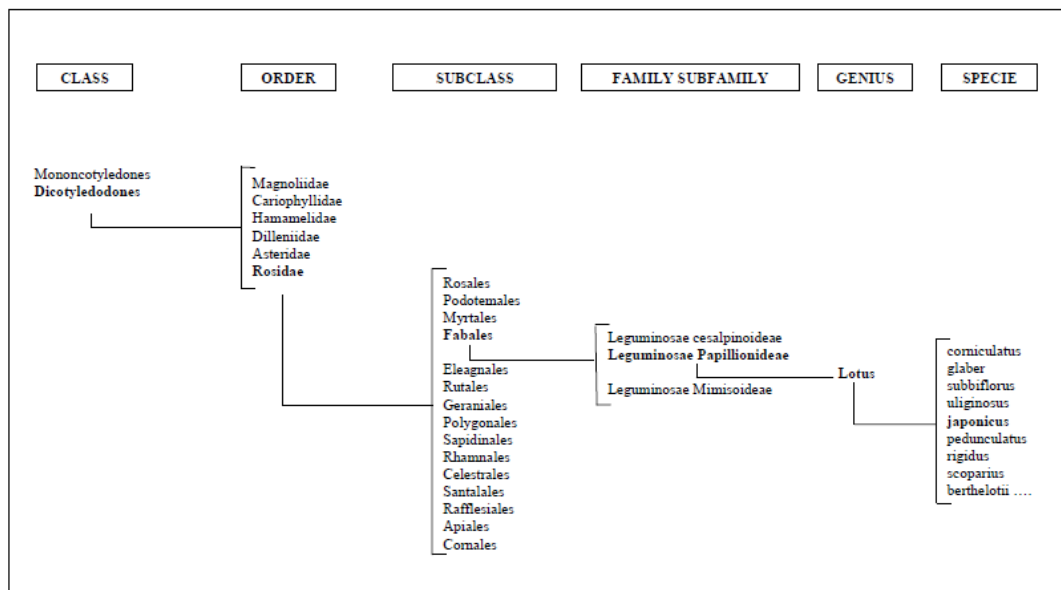 CLASS
ORDER
SUBCLASS
FAMILY SUBFAMILY
GENIUS
SPECIE
Mononcotyledones
Dicotyledodones
Magnoliidae
Cariophyllidae
Hamamelidae
Dilleniidae
Asteridae
Rosidae
Rosales
Podotemales
Myrtales
Fabales
Eleagnales
Rutales
Geraniales
Polygonales
Sapidinales
Rhamnales
Celestrales
Santalales
Rafflesiales
Apiales
Cornales
Leguminosae cesalpinoideae
Leguminosae Papillionideae
Leguminosae Mimisoideae
Lotus
corniculatus
glaber
subbiflorus
uliginosus
japonicus
pedunculatus
rigidus
scoparius
berthelotii ….